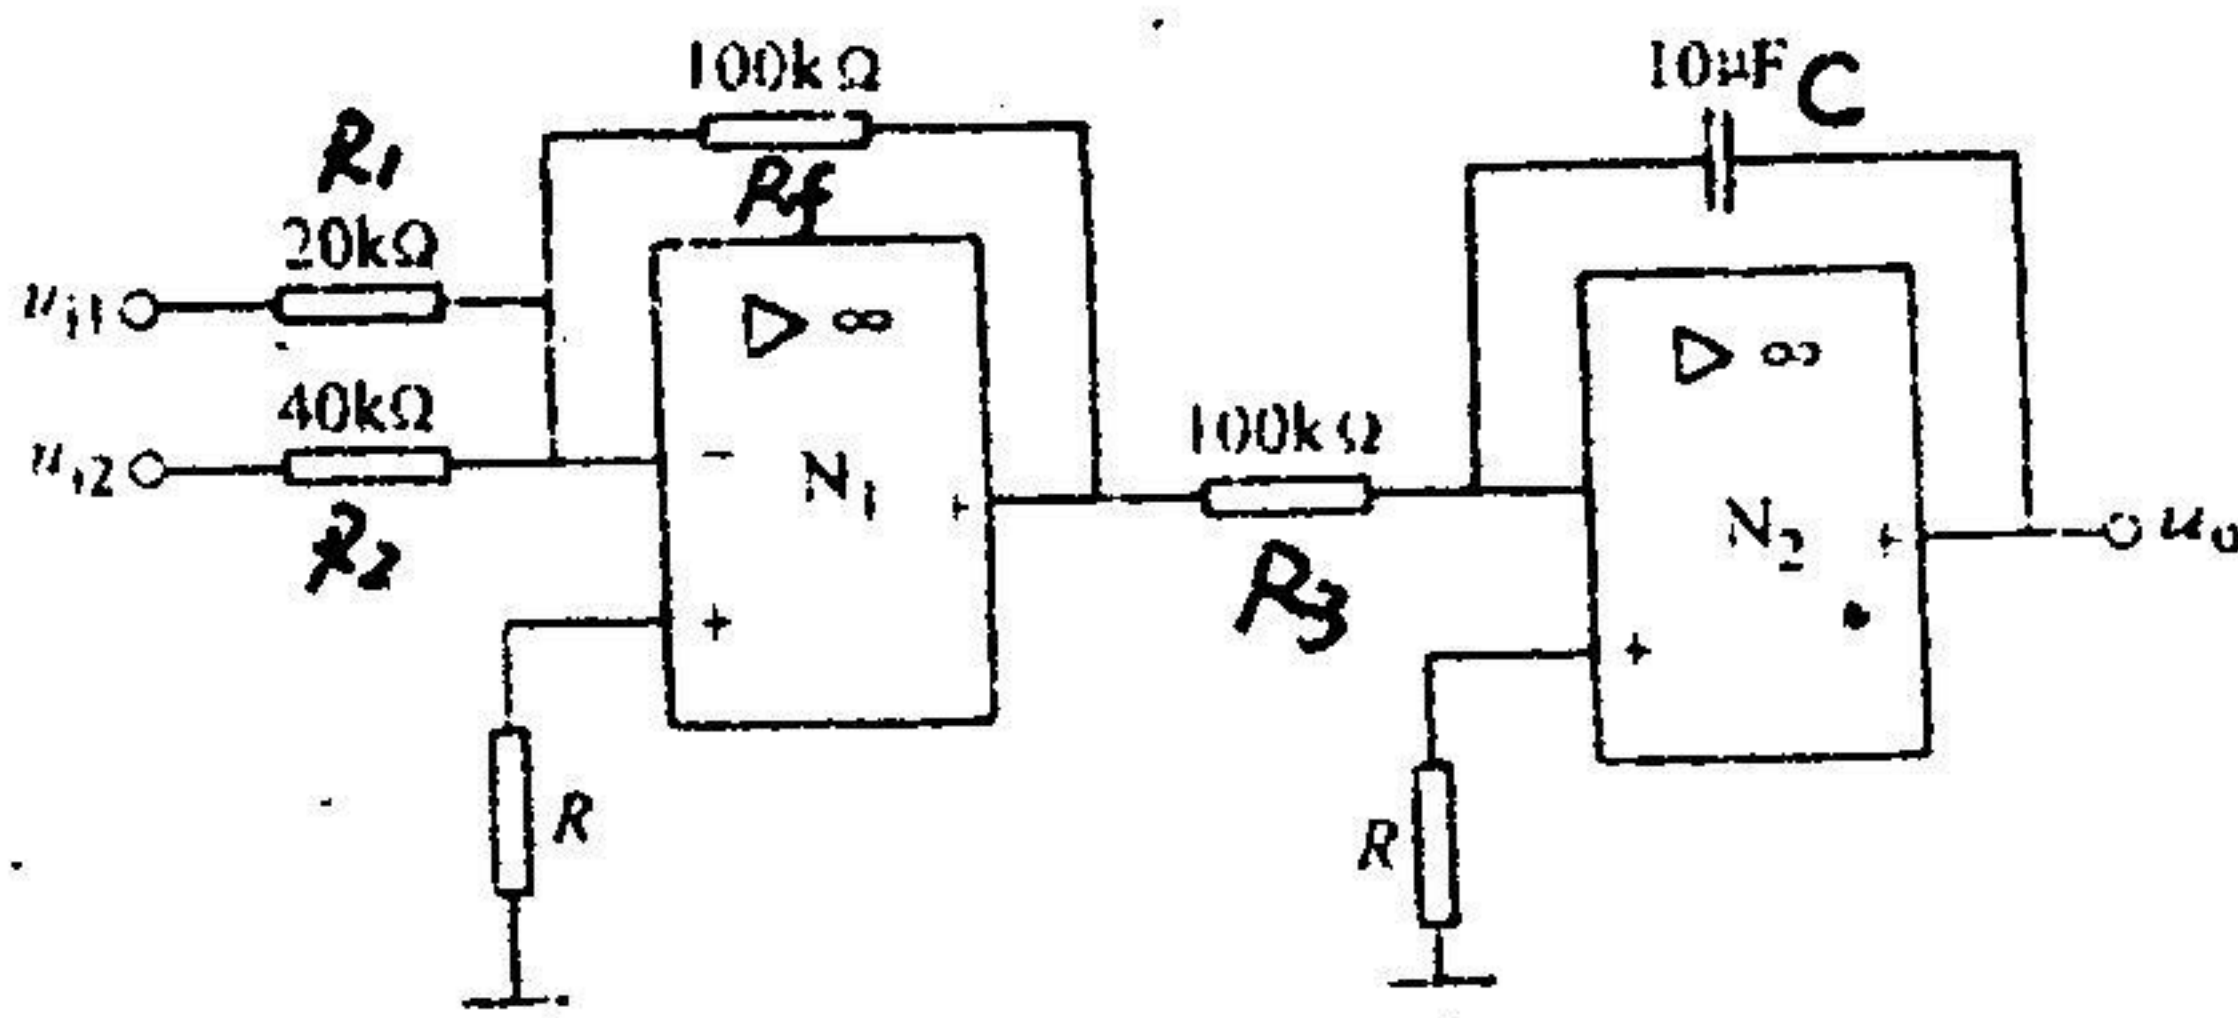 100kΩ
10μF C
R1
Rf
20kΩ
ui1
▷ ∞
▷ ∞
40kΩ
100kΩ
ui2
−
N1
+
N2
+
uo
R2
R3
+
+
R
R